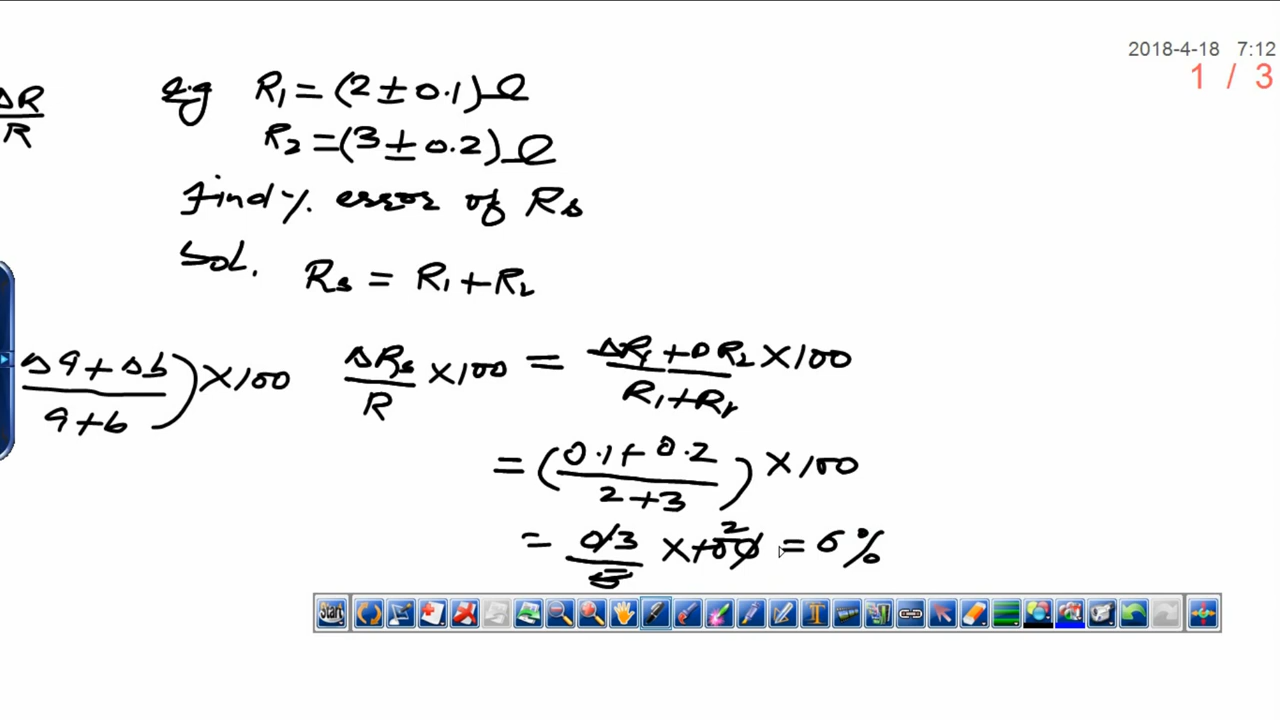 2018-4-18 7:12
1 / 3
ΔR/R
e.g R₁ = (2 ± 0.1) Ω
R₂ = (3 ± 0.2) Ω
find % error of Rs
Sol. Rs = R₁ + R₂
(Δa + Δb)/(a + b) × 100
ΔRs/R × 100 = (ΔR₁ + ΔR₂)/(R₁ + R₂) × 100
= ((0.1 + 0.2)/(2 + 3)) × 100
= 0.3/5 × 100 2 = 6%
Start